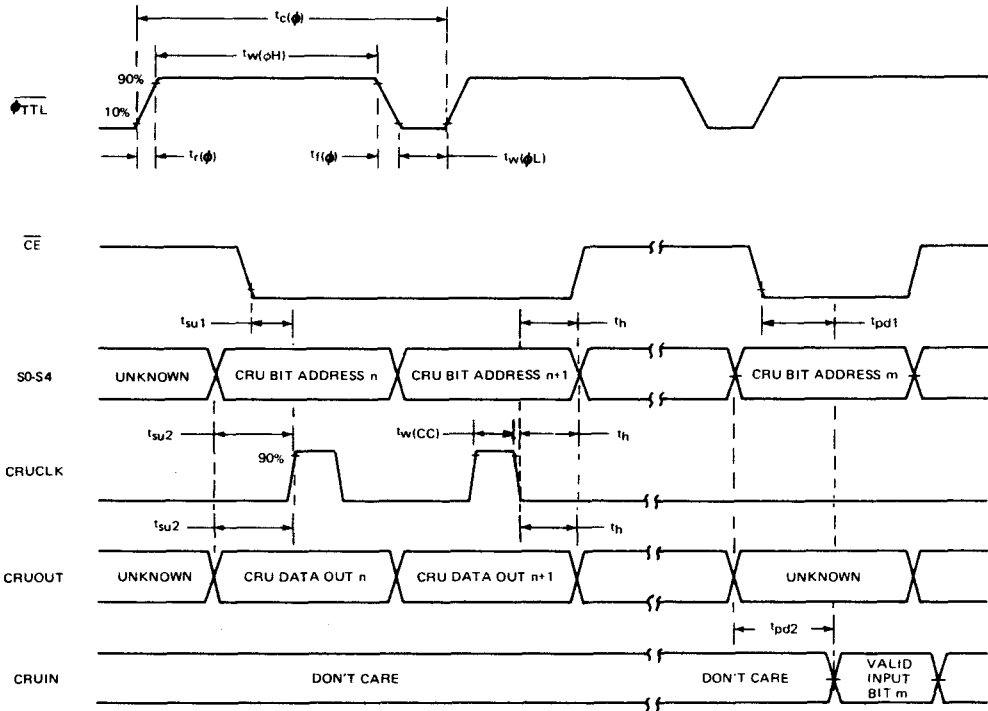 tc(ϕ)
tw(ϕH)
90%
ϕTTL
10%
tr(ϕ)
tf(ϕ)
tw(ϕL)
CE
tsu1
th
tpd1
S0-S4
UNKNOWN
CRU BIT ADDRESS n
CRU BIT ADDRESS n+1
CRU BIT ADDRESS m
tsu2
tw(CC)
th
90%
CRUCLK
tsu2
th
CRUOUT
UNKNOWN
CRU DATA OUT n
CRU DATA OUT n+1
UNKNOWN
tpd2
CRUIN
DON'T CARE
DON'T CARE
VALID
INPUT
BIT m